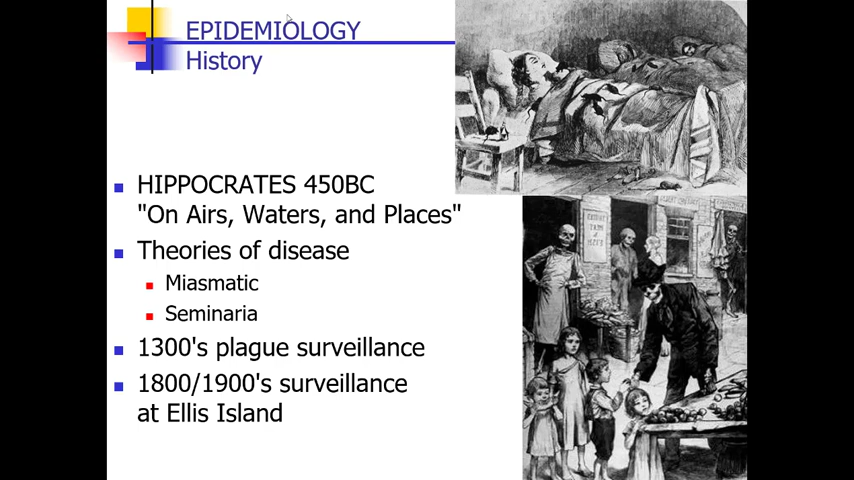 EPIDEMIOLOGY
History
HIPPOCRATES 450BC
"On Airs, Waters, and Places"
Theories of disease
Miasmatic
Seminaria
1300's plague surveillance
1800/1900's surveillance
at Ellis Island